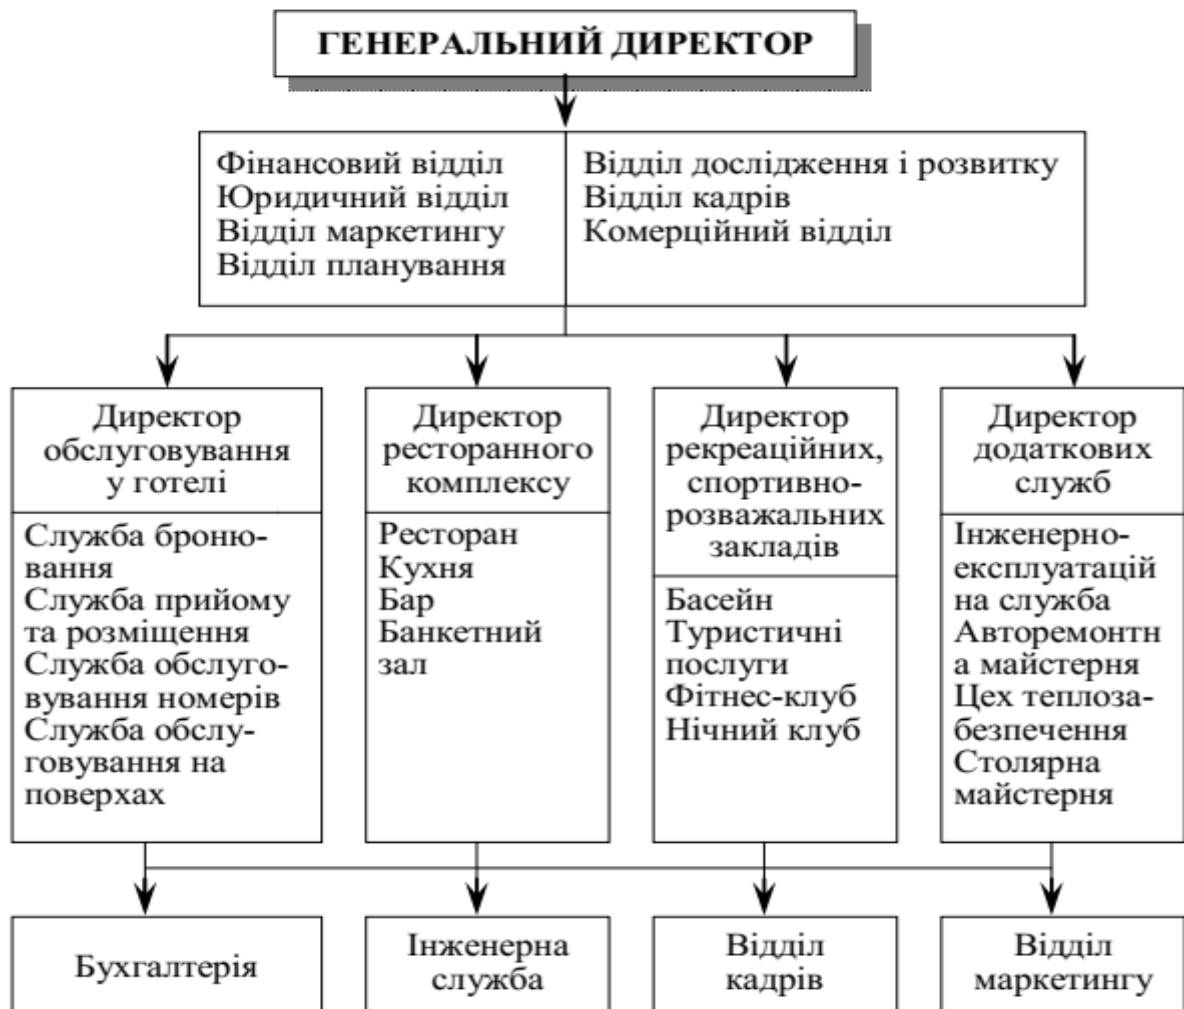 ГЕНЕРАЛЬНИЙ ДИРЕКТОР
Фінансовий відділ
Юридичний відділ
Відділ маркетингу
Відділ планування
Відділ дослідження і розвитку
Відділ кадрів
Комерційний відділ
Директор
обслуговування
у готелі
Служба броню-
вання
Служба прийому
та розміщення
Служба обслуго-
вування номерів
Служба обслу-
говування на
поверхах
Директор
ресторанного
комплексу
Ресторан
Кухня
Бар
Банкетний
зал
Директор
рекреаційних,
спортивно-
розважальних
закладів
Басейн
Туристичні
послуги
Фітнес-клуб
Нічний клуб
Директор
додаткових
служб
Інженерно-
експлуатацій
на служба
Авторемонтн
а майстерня
Цех теплоза-
безпечення
Столярна
майстерня
Бухгалтерія
Інженерна
служба
Відділ
кадрів
Відділ
маркетингу